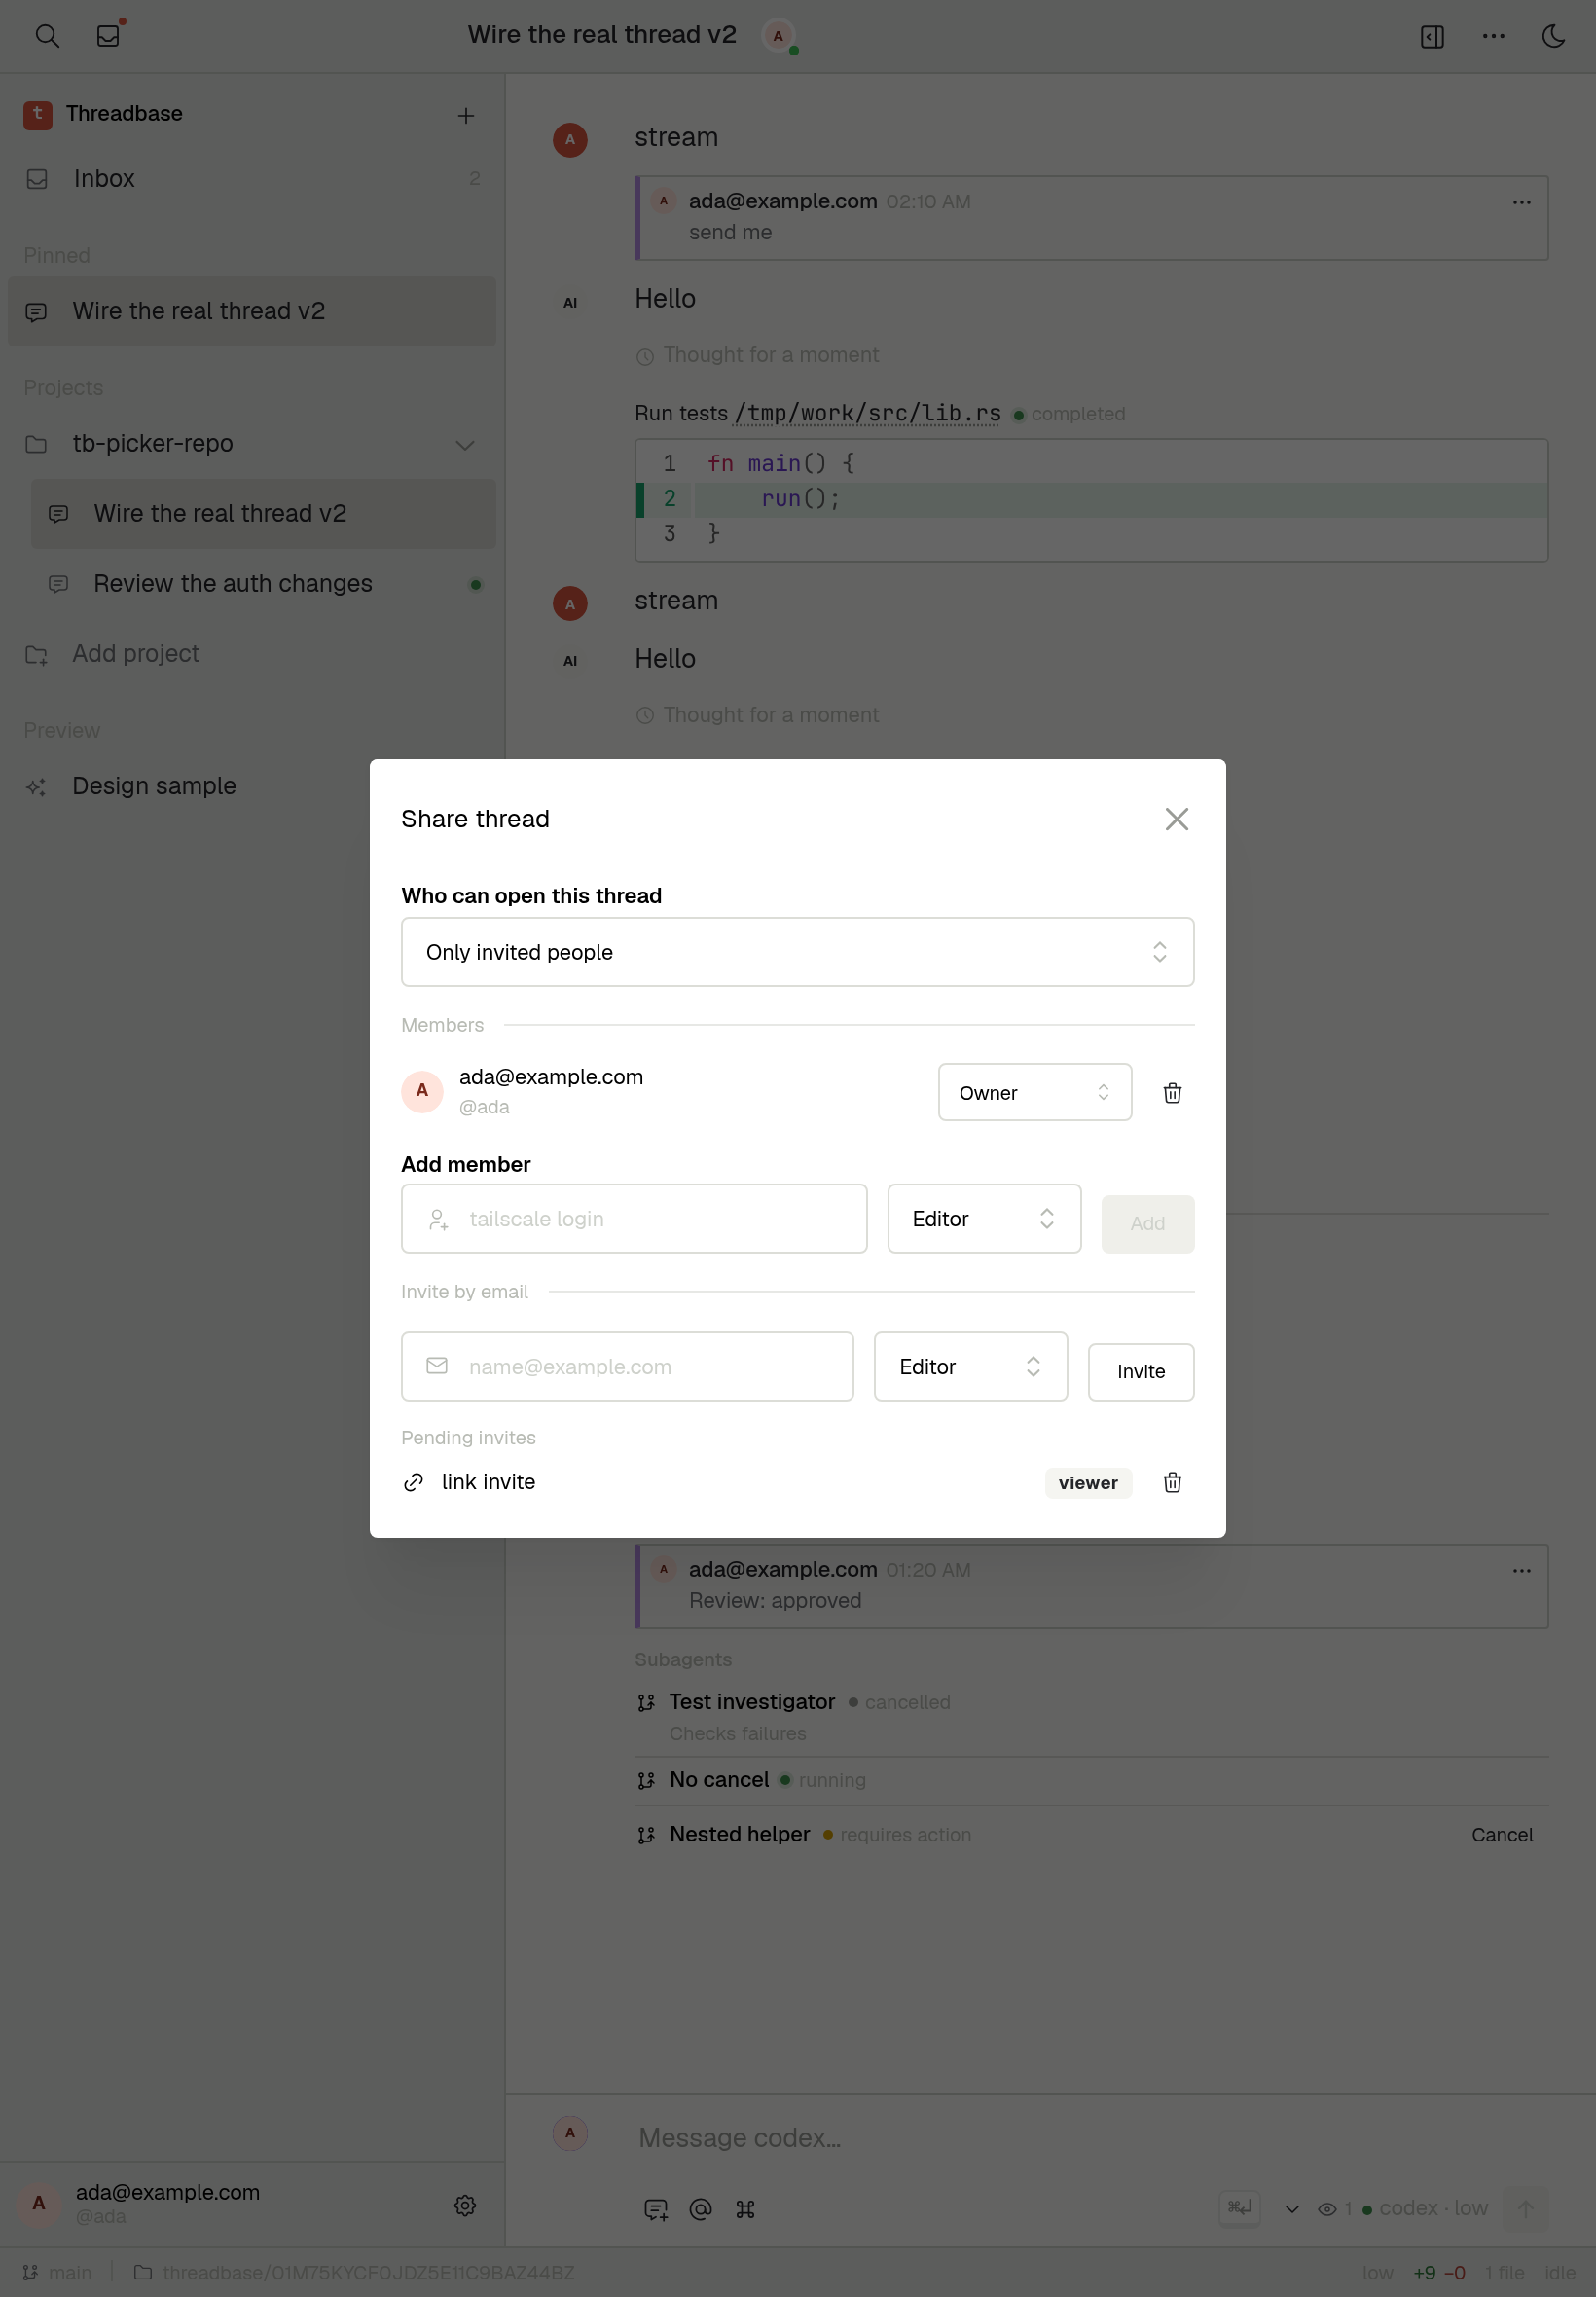 Wire the real thread v2
A
t
Threadbase
Inbox
2
Pinned
Wire the real thread v2
Projects
tb-picker-repo
Wire the real thread v2
Review the auth changes
Add project
Preview
Design sample
A
stream
A
ada@example.com 02:10 AM
send me
AI
Hello
Thought for a moment
Run tests /tmp/work/src/lib.rs completed
1 fn main() {
2 run();
3 }
A
stream
AI
Hello
Thought for a moment
Share thread
Who can open this thread
Only invited people
Members
A
ada@example.com
@ada
Owner
Add member
tailscale login
Editor
Add
Invite by email
name@example.com
Editor
Invite
Pending invites
link invite
viewer
A
ada@example.com 01:20 AM
Review: approved
Subagents
Test investigator cancelled
Checks failures
No cancel running
Nested helper requires action
Cancel
A
Message codex…
⌘↵
1
codex · low
A
ada@example.com
@ada
main
threadbase/01M75KYCF0JDZ5E11C9BAZ44BZ
low +9 −0 1 file idle